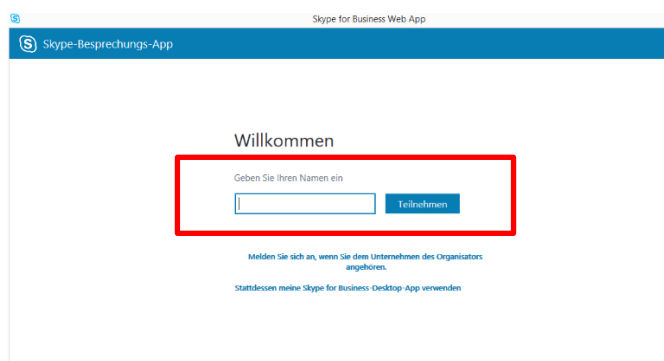 Skype for Business Web App
Skype-Besprechungs-App
Willkommen
Geben Sie Ihren Namen ein
Teilnehmen
Melden Sie sich an, wenn Sie dem Unternehmen des Organisators
angehören.
Stattdessen meine Skype for Business-Desktop-App verwenden